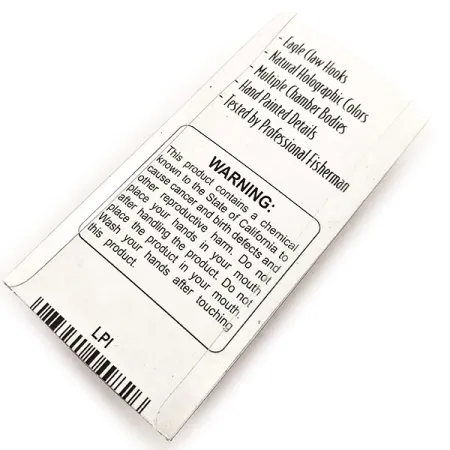 - Eagle Claw Hooks
- Natural Holographic Colors
- Multiple Chamber Bodies
- Hand Painted Details
- Tested by Professional Fisherman
WARNING:
This product contains a chemical
known to the State of California to
cause cancer and birth defects and
other reproductive harm. Do not
place your hands in your mouth
after handling the product. Do not
place the product in your mouth.
Wash your hands after touching
this product.
LPI